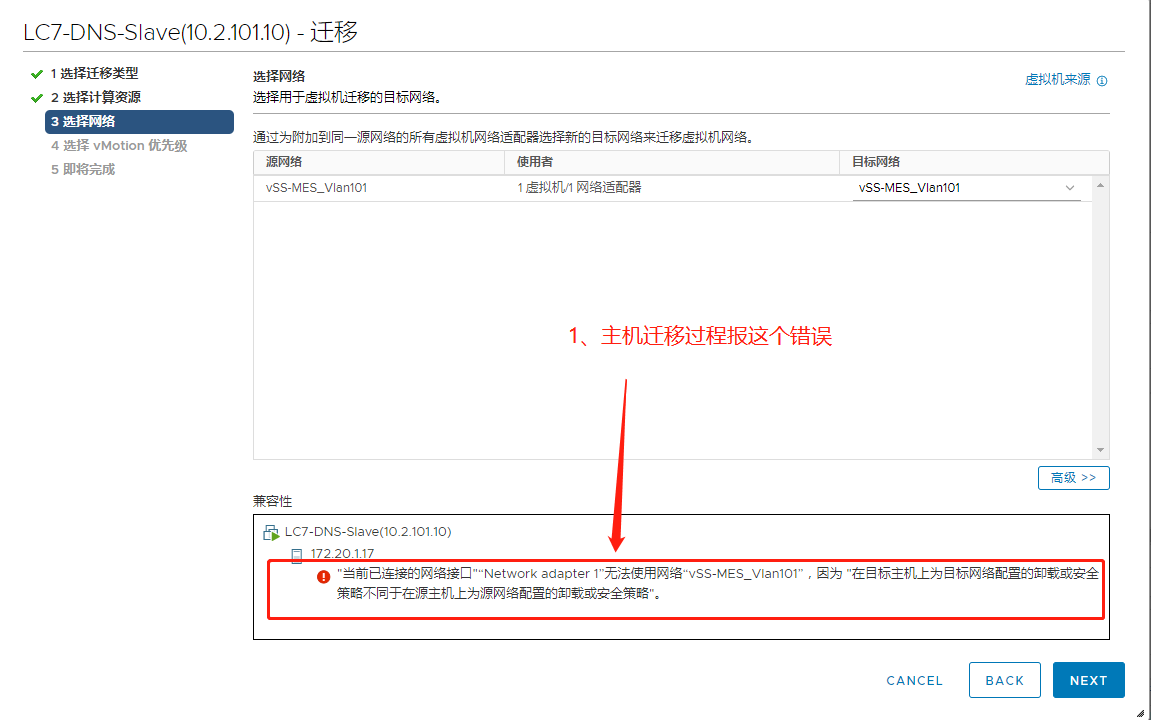 LC7-DNS-Slave(10.2.101.10) - 迁移
1 选择迁移类型
2 选择计算资源
3 选择网络
4 选择 vMotion 优先级
5 即将完成
选择网络
虚拟机来源
选择用于虚拟机迁移的目标网络。
通过为附加到同一源网络的所有虚拟机网络适配器选择新的目标网络来迁移虚拟机网络。
源网络 使用者 目标网络
vSS-MES_Vlan101 1 虚拟机/1 网络适配器 vSS-MES_Vlan101
1、主机迁移过程报这个错误
高级 >>
兼容性
LC7-DNS-Slave(10.2.101.10)
172.20.1.17
"当前已连接的网络接口"“Network adapter 1”无法使用网络“vSS-MES_Vlan101”，因为 "在目标主机上为目标网络配置的卸载或安全
策略不同于在源主机上为源网络配置的卸载或安全策略"。
CANCEL BACK NEXT